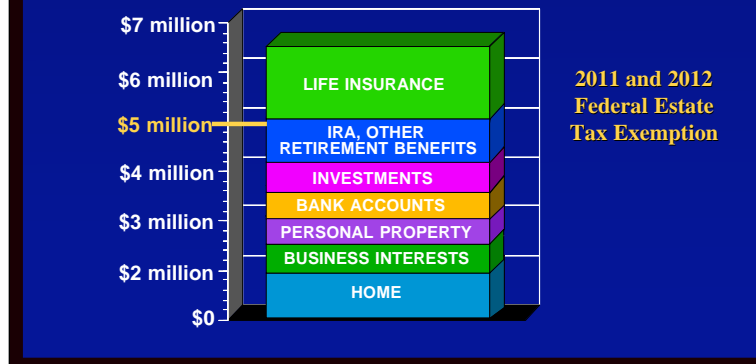 $7 million
$6 million
$5 million
$4 million
$3 million
$2 million
$0
LIFE INSURANCE
IRA, OTHER
RETIREMENT BENEFITS
INVESTMENTS
BANK ACCOUNTS
PERSONAL PROPERTY
BUSINESS INTERESTS
HOME
2011 and 2012
Federal Estate
Tax Exemption